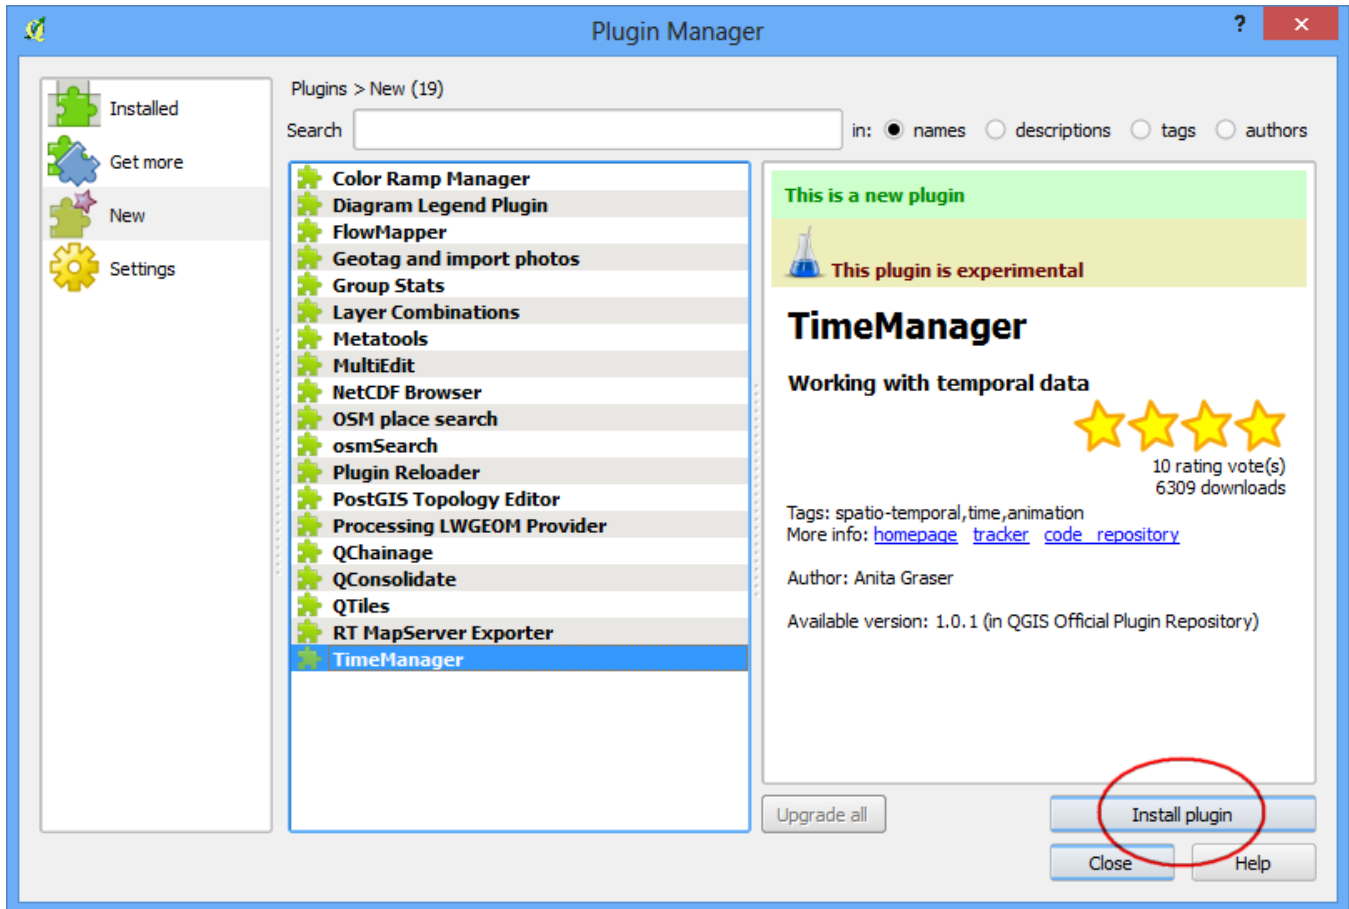 Plugin Manager
?
Plugins > New (19)
Installed
Get more
New
Settings
Search
in: names descriptions tags authors
Color Ramp Manager
Diagram Legend Plugin
FlowMapper
Geotag and import photos
Group Stats
Layer Combinations
Metatools
MultiEdit
NetCDF Browser
OSM place search
osmSearch
Plugin Reloader
PostGIS Topology Editor
Processing LWGEOM Provider
QChainage
QConsolidate
QTiles
RT MapServer Exporter
TimeManager
This is a new plugin
This plugin is experimental
TimeManager
Working with temporal data
10 rating vote(s)
6309 downloads
Tags: spatio-temporal,time,animation
More info: homepage tracker code repository
Author: Anita Graser
Available version: 1.0.1 (in QGIS Official Plugin Repository)
Upgrade all
Install plugin
Close
Help